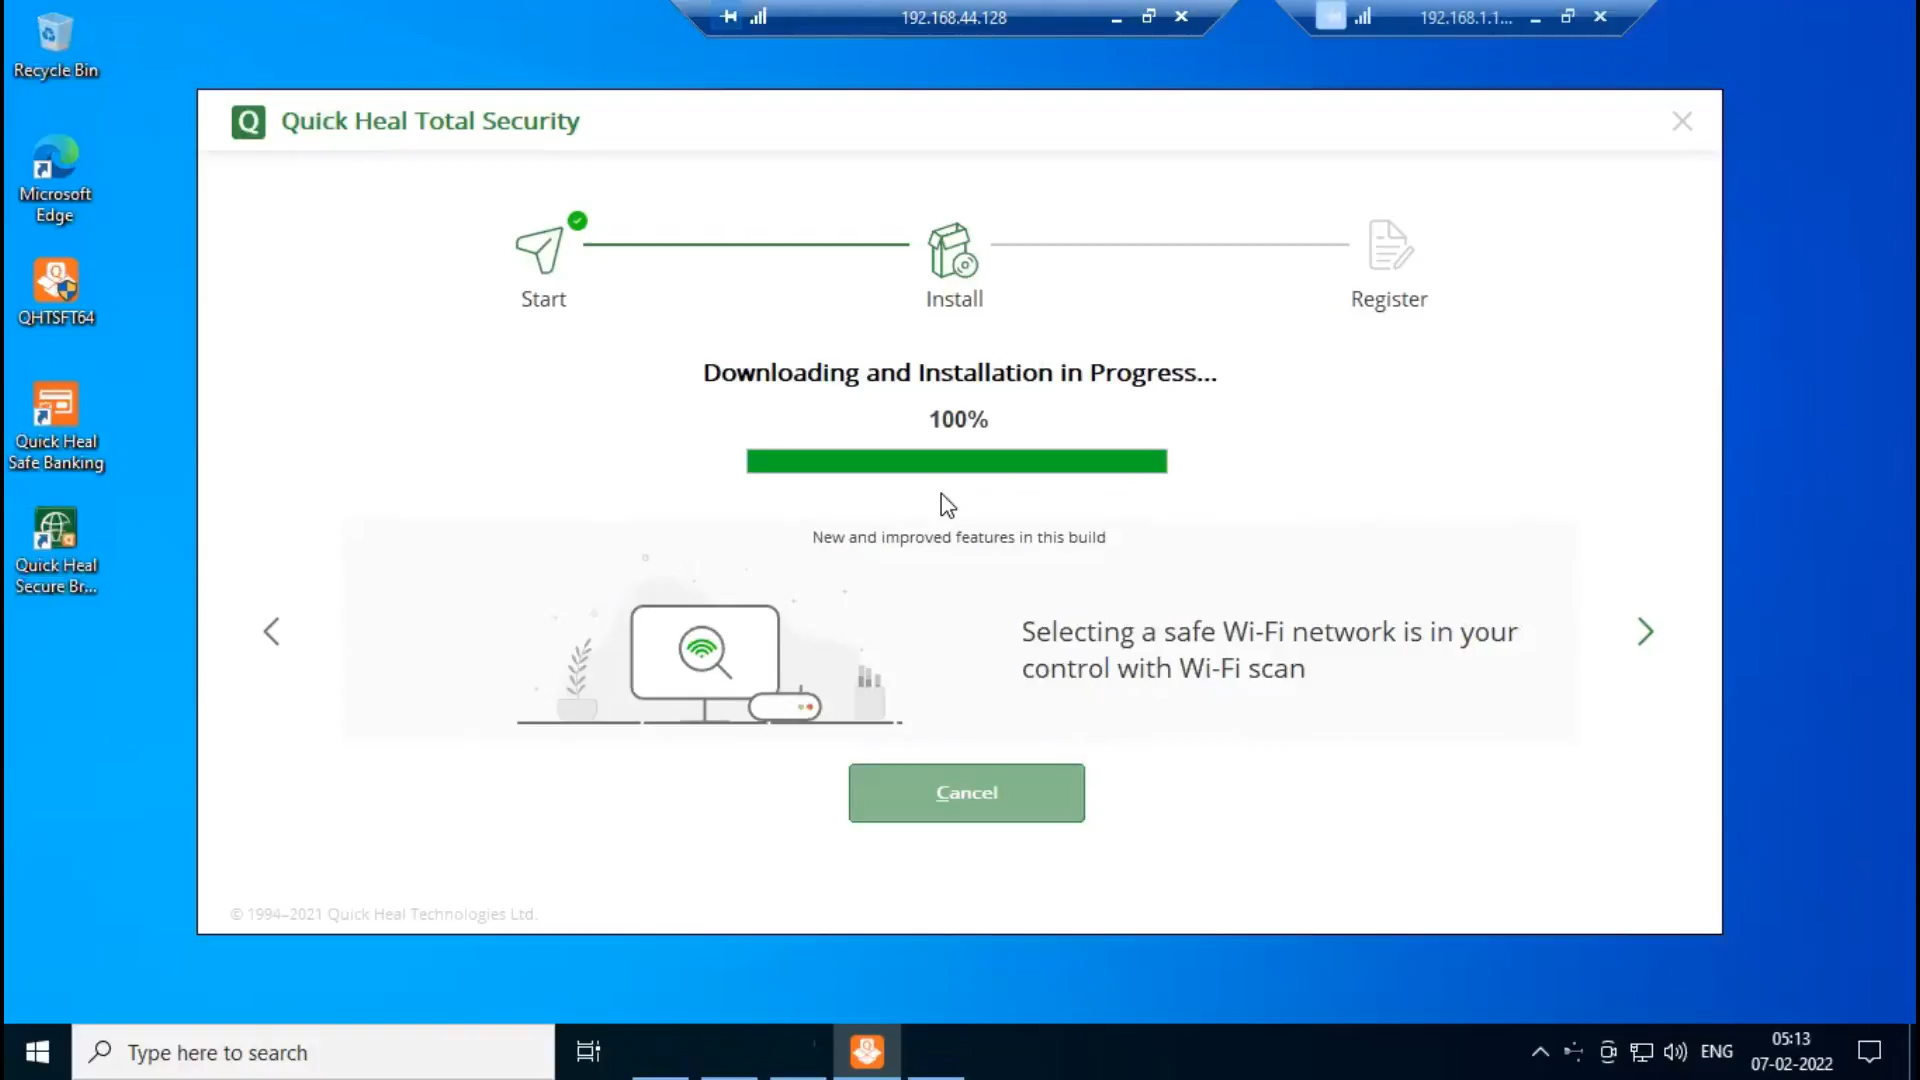 192.168.44.128
192.168.1.1...
Recycle Bin
Microsoft
Edge
QHTSFT64
Quick Heal
Safe Banking
Quick Heal
Secure Br...
Q Quick Heal Total Security
Start
Install
Register
Downloading and Installation in Progress...
100%
New and improved features in this build
Selecting a safe Wi-Fi network is in your
control with Wi-Fi scan
Cancel
© 1994–2021 Quick Heal Technologies Ltd.
Type here to search
ENG
05:13
07-02-2022